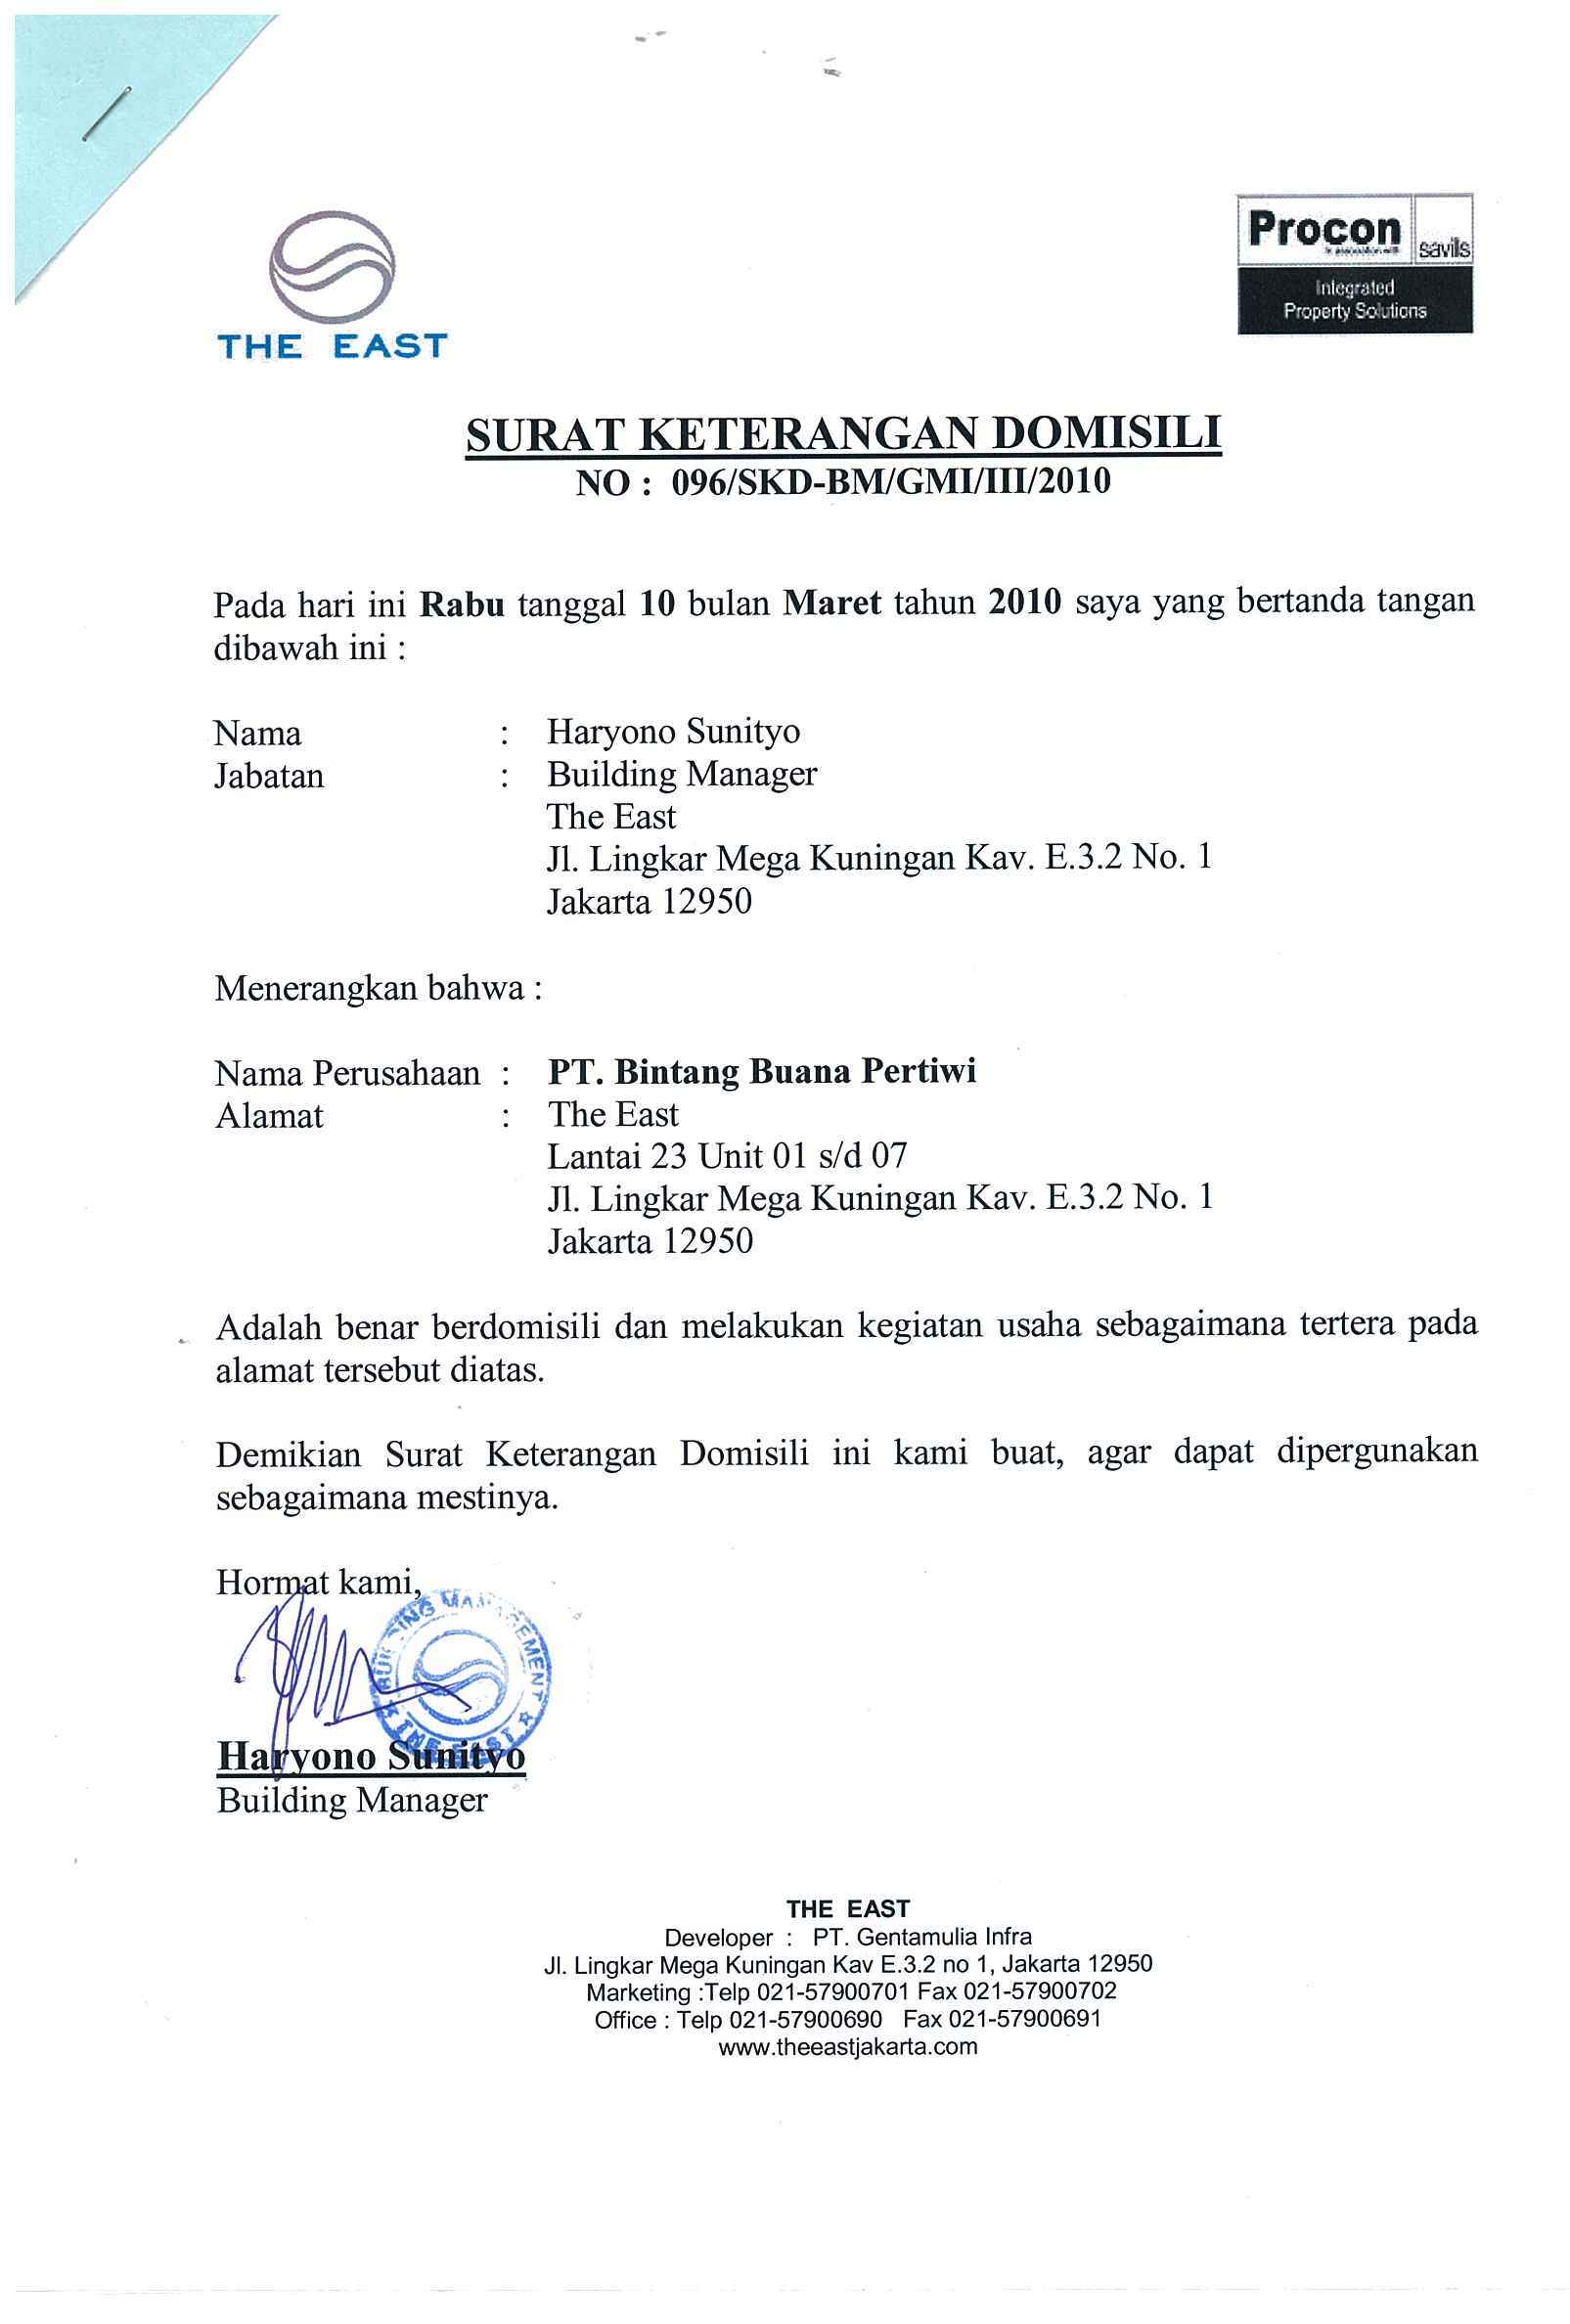 THE EAST
Procon
savills
Integrated
Property Solutions
SURAT KETERANGAN DOMISILI
NO : 096/SKD-BM/GMI/III/2010
Pada hari ini Rabu tanggal 10 bulan Maret tahun 2010 saya yang bertanda tangan
dibawah ini :
Nama : Haryono Sunityo
Jabatan : Building Manager
The East
Jl. Lingkar Mega Kuningan Kav. E.3.2 No. 1
Jakarta 12950
Menerangkan bahwa :
Nama Perusahaan : PT. Bintang Buana Pertiwi
Alamat : The East
Lantai 23 Unit 01 s/d 07
Jl. Lingkar Mega Kuningan Kav. E.3.2 No. 1
Jakarta 12950
Adalah benar berdomisili dan melakukan kegiatan usaha sebagaimana tertera pada
alamat tersebut diatas.
Demikian Surat Keterangan Domisili ini kami buat, agar dapat dipergunakan
sebagaimana mestinya.
Hormat kami,
BUILDING MANAGEMENT
THE EAST
Haryono Sunityo
Building Manager
THE EAST
Developer : PT. Gentamulia Infra
Jl. Lingkar Mega Kuningan Kav E.3.2 no 1, Jakarta 12950
Marketing :Telp 021-57900701 Fax 021-57900702
Office : Telp 021-57900690 Fax 021-57900691
www.theeastjakarta.com